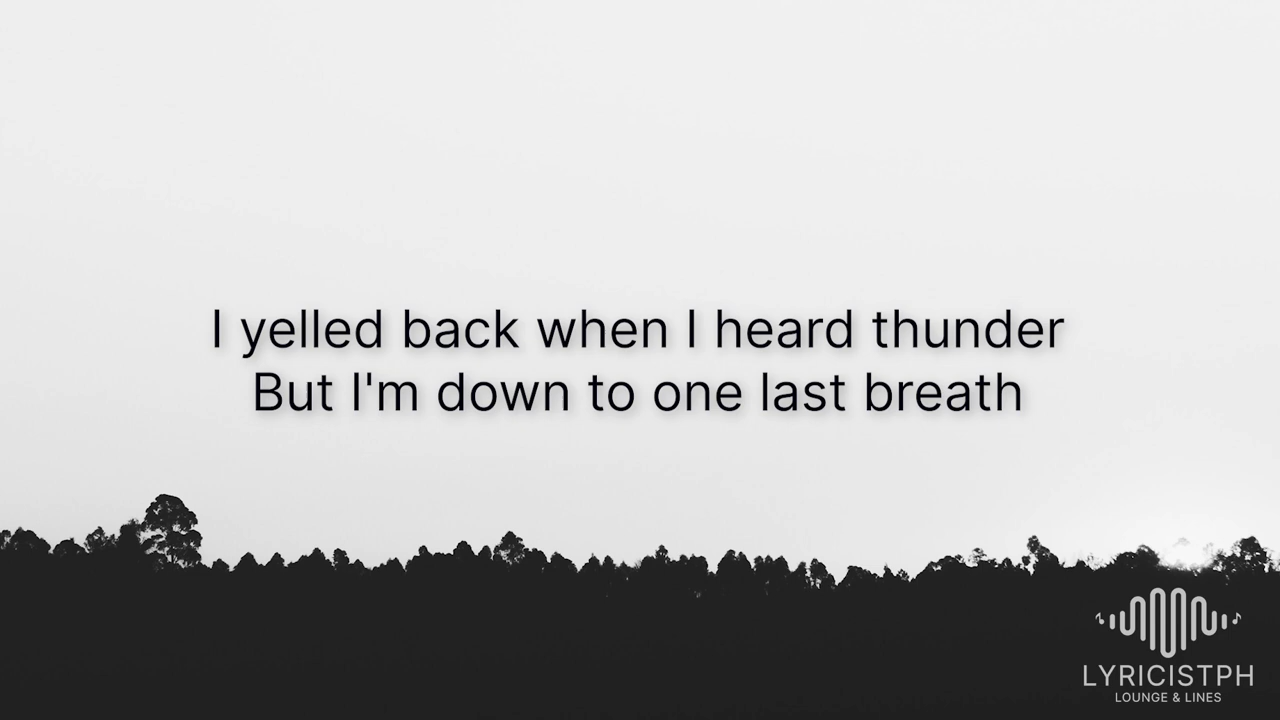 I yelled back when I heard thunder
But I'm down to one last breath
LYRICISTPH
LOUNGE & LINES